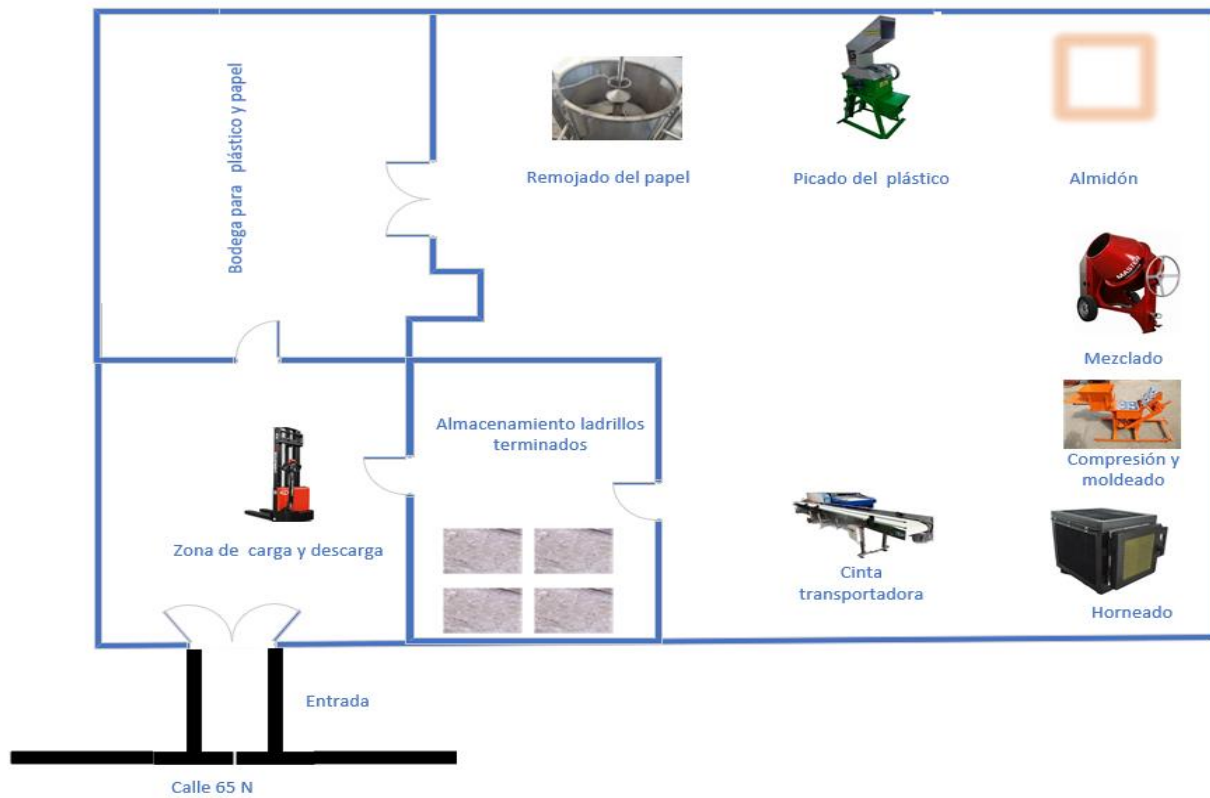 Bodega para plástico y papel
Remojado del papel
Picado del plástico
Almidón
MASTER
Mezclado
Almacenamiento ladrillos
terminados
Compresión y
moldeado
Zona de carga y descarga
Cinta
transportadora
Horneado
Entrada
Calle 65 N